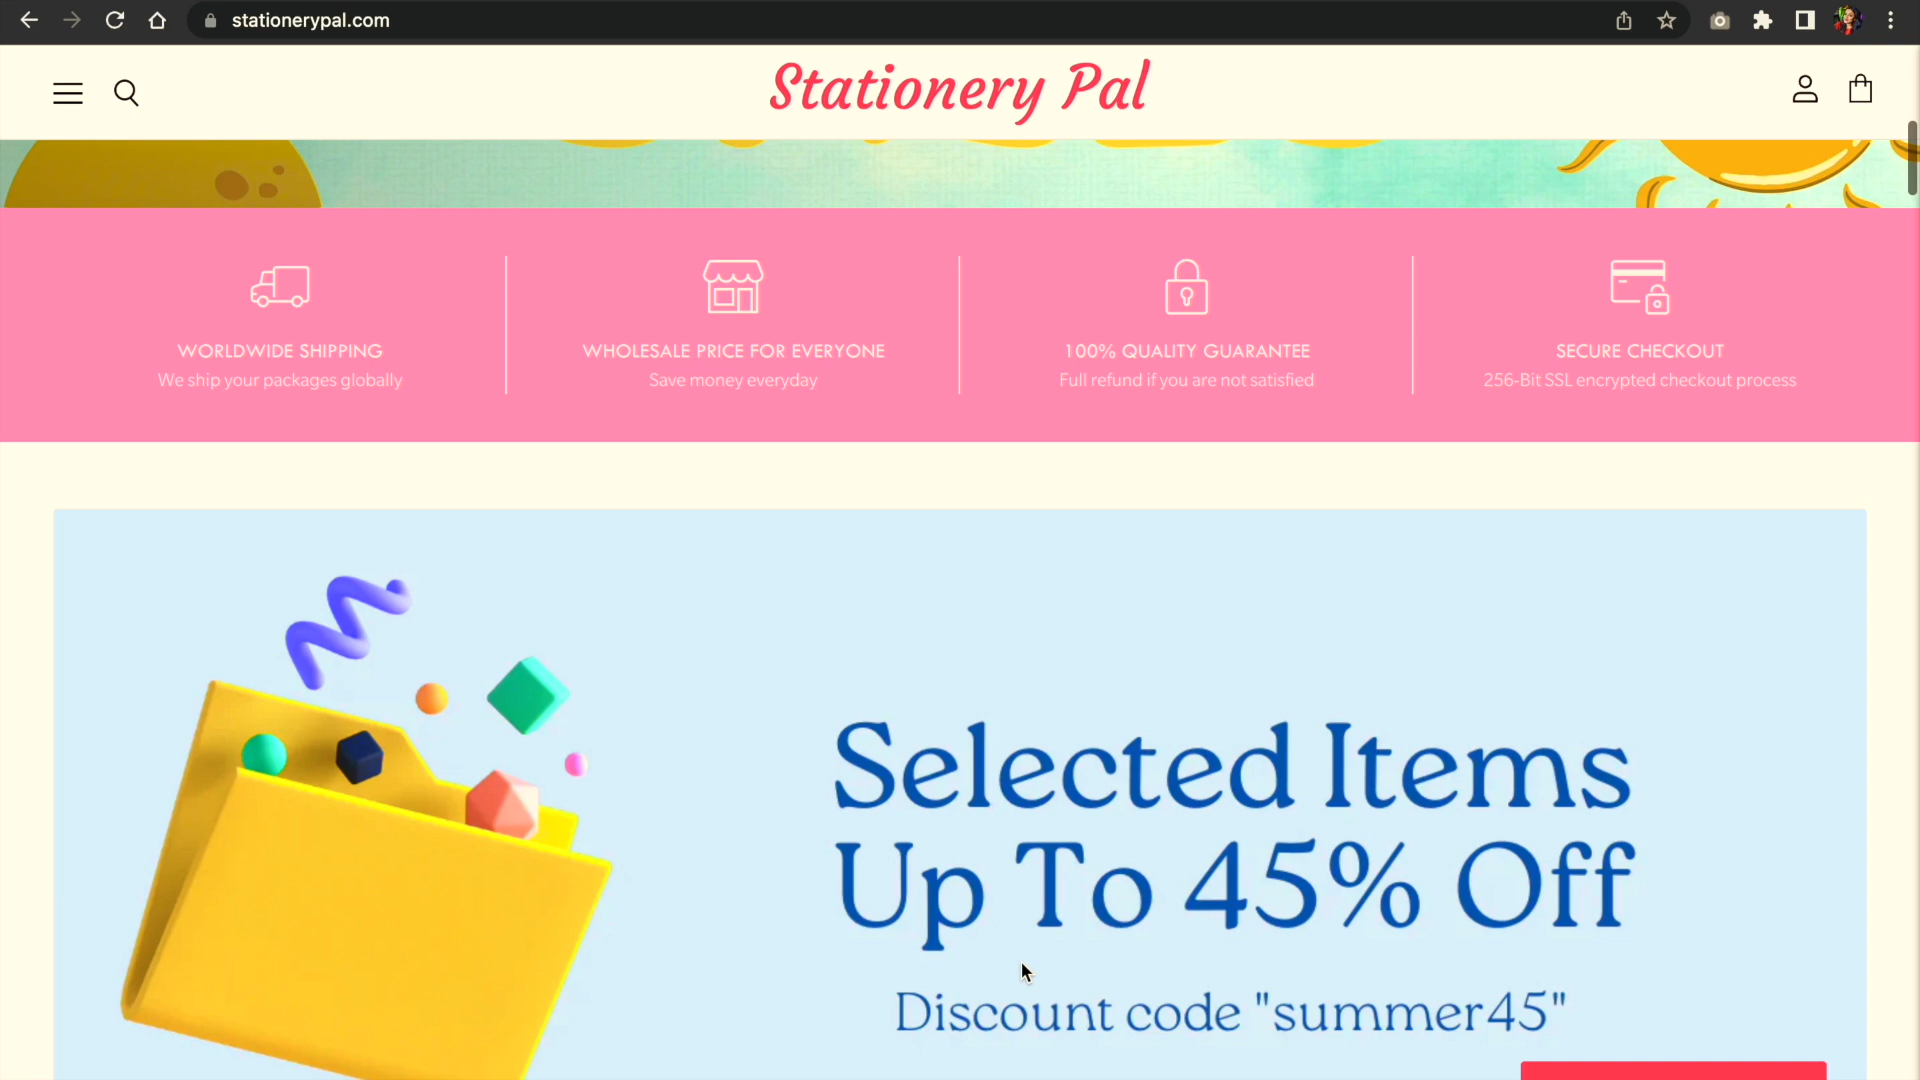 stationerypal.com
Stationery Pal
WORLDWIDE SHIPPING
We ship your packages globally
WHOLESALE PRICE FOR EVERYONE
Save money everyday
100% QUALITY GUARANTEE
Full refund if you are not satisfied
SECURE CHECKOUT
256-Bit SSL encrypted checkout process
Selected Items
Up To 45% Off
Discount code "summer45"